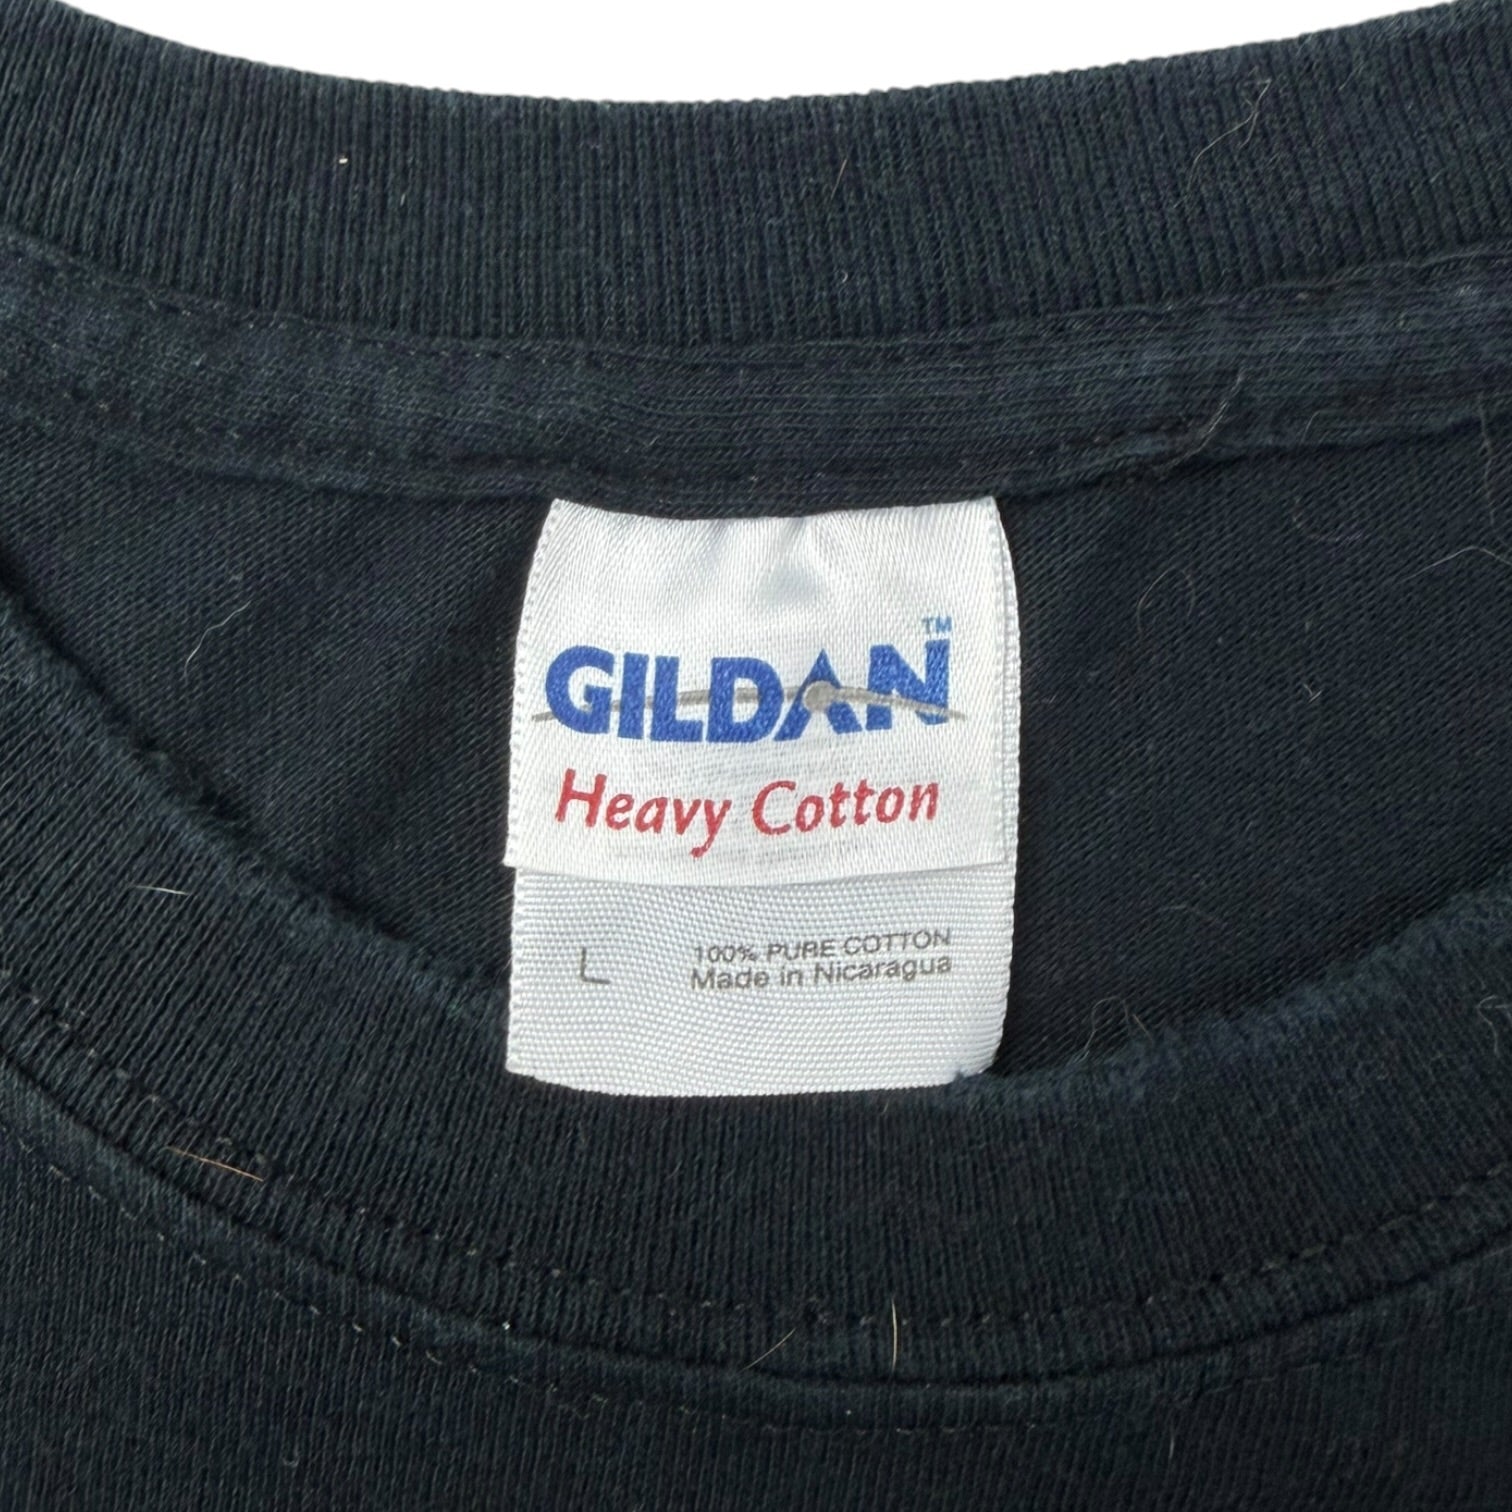 GILDAN™
Heavy Cotton
L
100% PURE COTTON
Made in Nicaragua